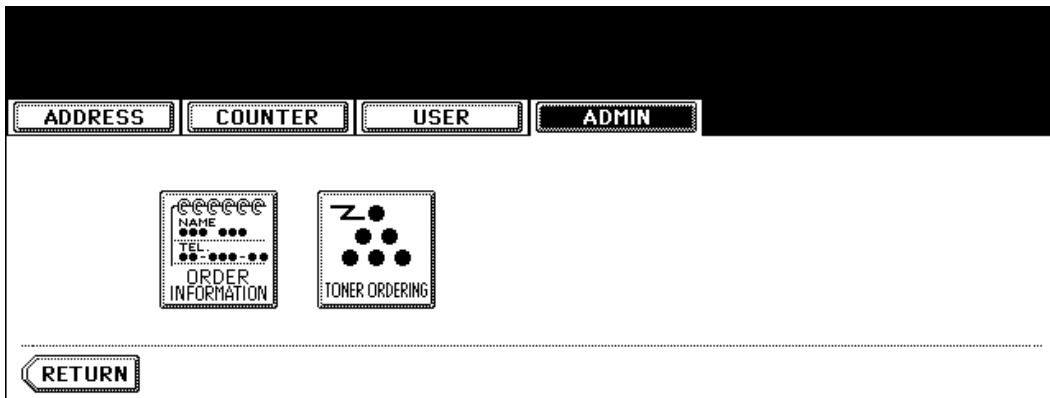 ADDRESS COUNTER USER ADMIN
NAME
TEL.
ORDER
INFORMATION
TONER ORDERING
RETURN